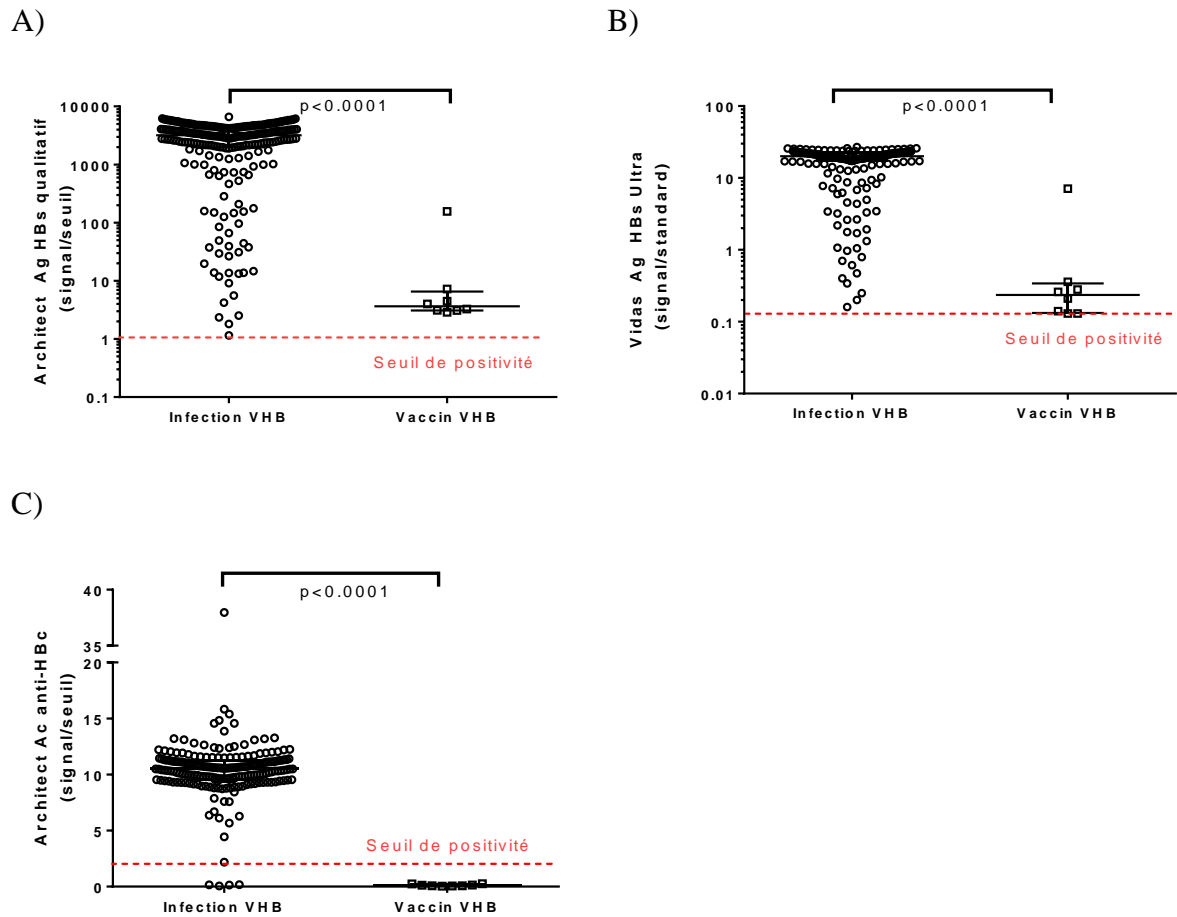 A)
p<0.0001
Architect Ag HBs qualitatif
(signal/seuil)
10000
1000
100
10
1
0.1
Seuil de positivité
Infection VHB
Vaccin VHB
B)
p<0.0001
Vidas Ag HBs Ultra
(signal/standard)
100
10
1
0.1
0.01
Seuil de positivité
Infection VHB
Vaccin VHB
C)
p<0.0001
Architect Ac anti-HBc
(signal/seuil)
40
35
20
15
10
5
0
Seuil de positivité
Infection VHB
Vaccin VHB